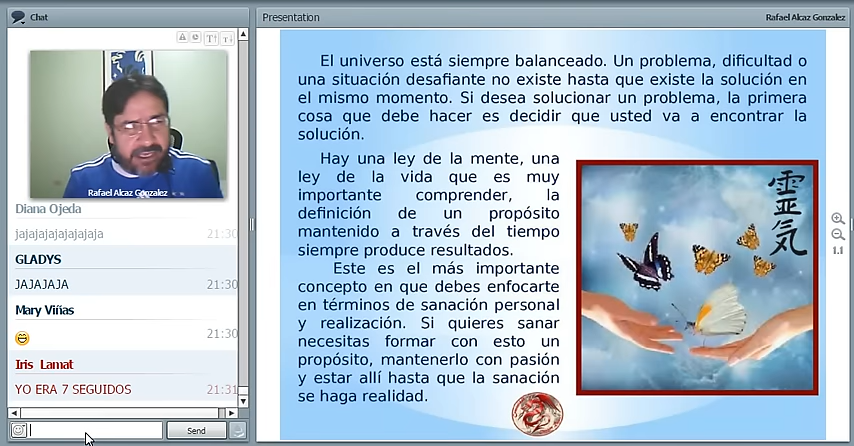 Chat
Rafael Alcaz Gonzalez
Diana Ojeda
jajajajajajajajaja 21:30
GLADYS
JAJAJAJA 21:30
Mary Viñas
21:30
Iris Lamat
YO ERA 7 SEGUIDOS 21:31
Send
Presentation
Rafael Alcaz Gonzalez
El universo está siempre balanceado. Un problema, dificultad o
una situación desafiante no existe hasta que existe la solución en
el mismo momento. Si desea solucionar un problema, la primera
cosa que debe hacer es decidir que usted va a encontrar la
solución.
Hay una ley de la mente, una
ley de la vida que es muy
importante comprender, la
definición de un propósito
mantenido a través del tiempo
siempre produce resultados.
Este es el más importante
concepto en que debes enfocarte
en términos de sanación personal
y realización. Si quieres sanar
necesitas formar con esto un
propósito, mantenerlo con pasión
y estar allí hasta que la sanación
se haga realidad.
靈氣
1.1